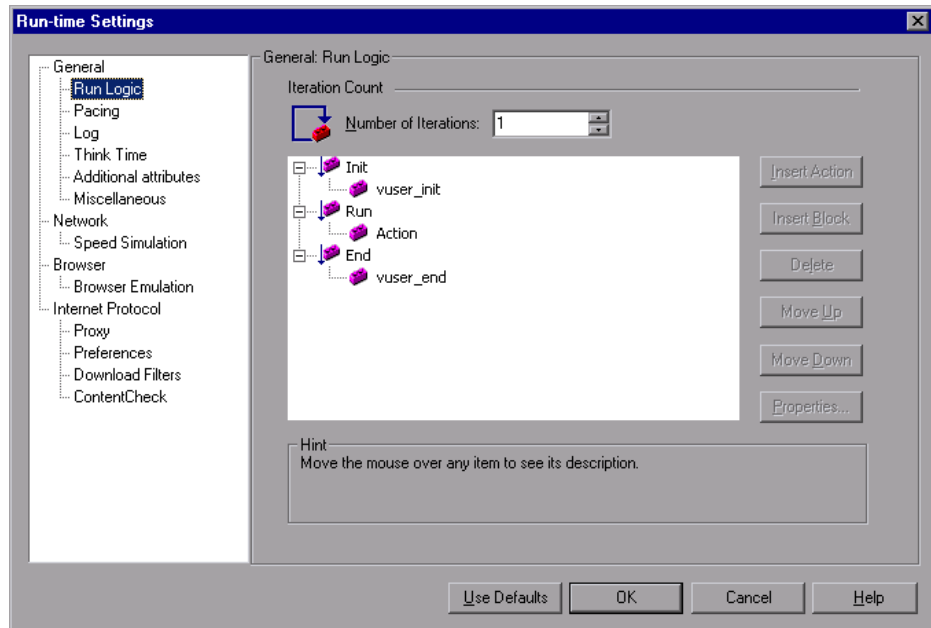 Run-time Settings
General
Run Logic
Pacing
Log
Think Time
Additional attributes
Miscellaneous
Network
Speed Simulation
Browser
Browser Emulation
Internet Protocol
Proxy
Preferences
Download Filters
ContentCheck
General: Run Logic
Iteration Count
Number of Iterations: 1
Init
vuser_init
Run
Action
End
vuser_end
Insert Action
Insert Block
Delete
Move Up
Move Down
Properties...
Hint
Move the mouse over any item to see its description.
Use Defaults
OK
Cancel
Help